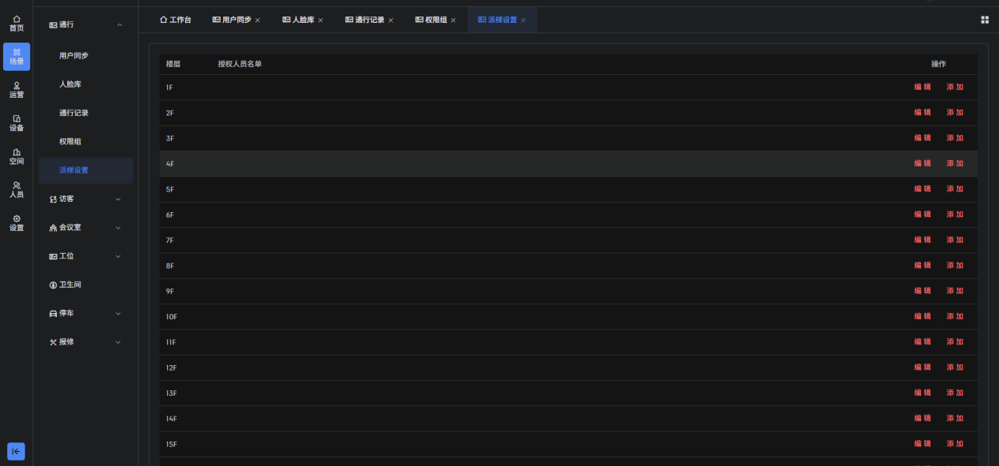 首页
场景
运营
设备
空间
人员
设置
通行
用户同步
人脸库
通行记录
权限组
派梯设置
访客
会议室
工位
卫生间
停车
报修
工作台 用户同步 人脸库 通行记录 权限组 派梯设置
楼层 授权人员名单 操作
1F 编辑 添加
2F 编辑 添加
3F 编辑 添加
4F 编辑 添加
5F 编辑 添加
6F 编辑 添加
7F 编辑 添加
8F 编辑 添加
9F 编辑 添加
10F 编辑 添加
11F 编辑 添加
12F 编辑 添加
13F 编辑 添加
14F 编辑 添加
15F 编辑 添加